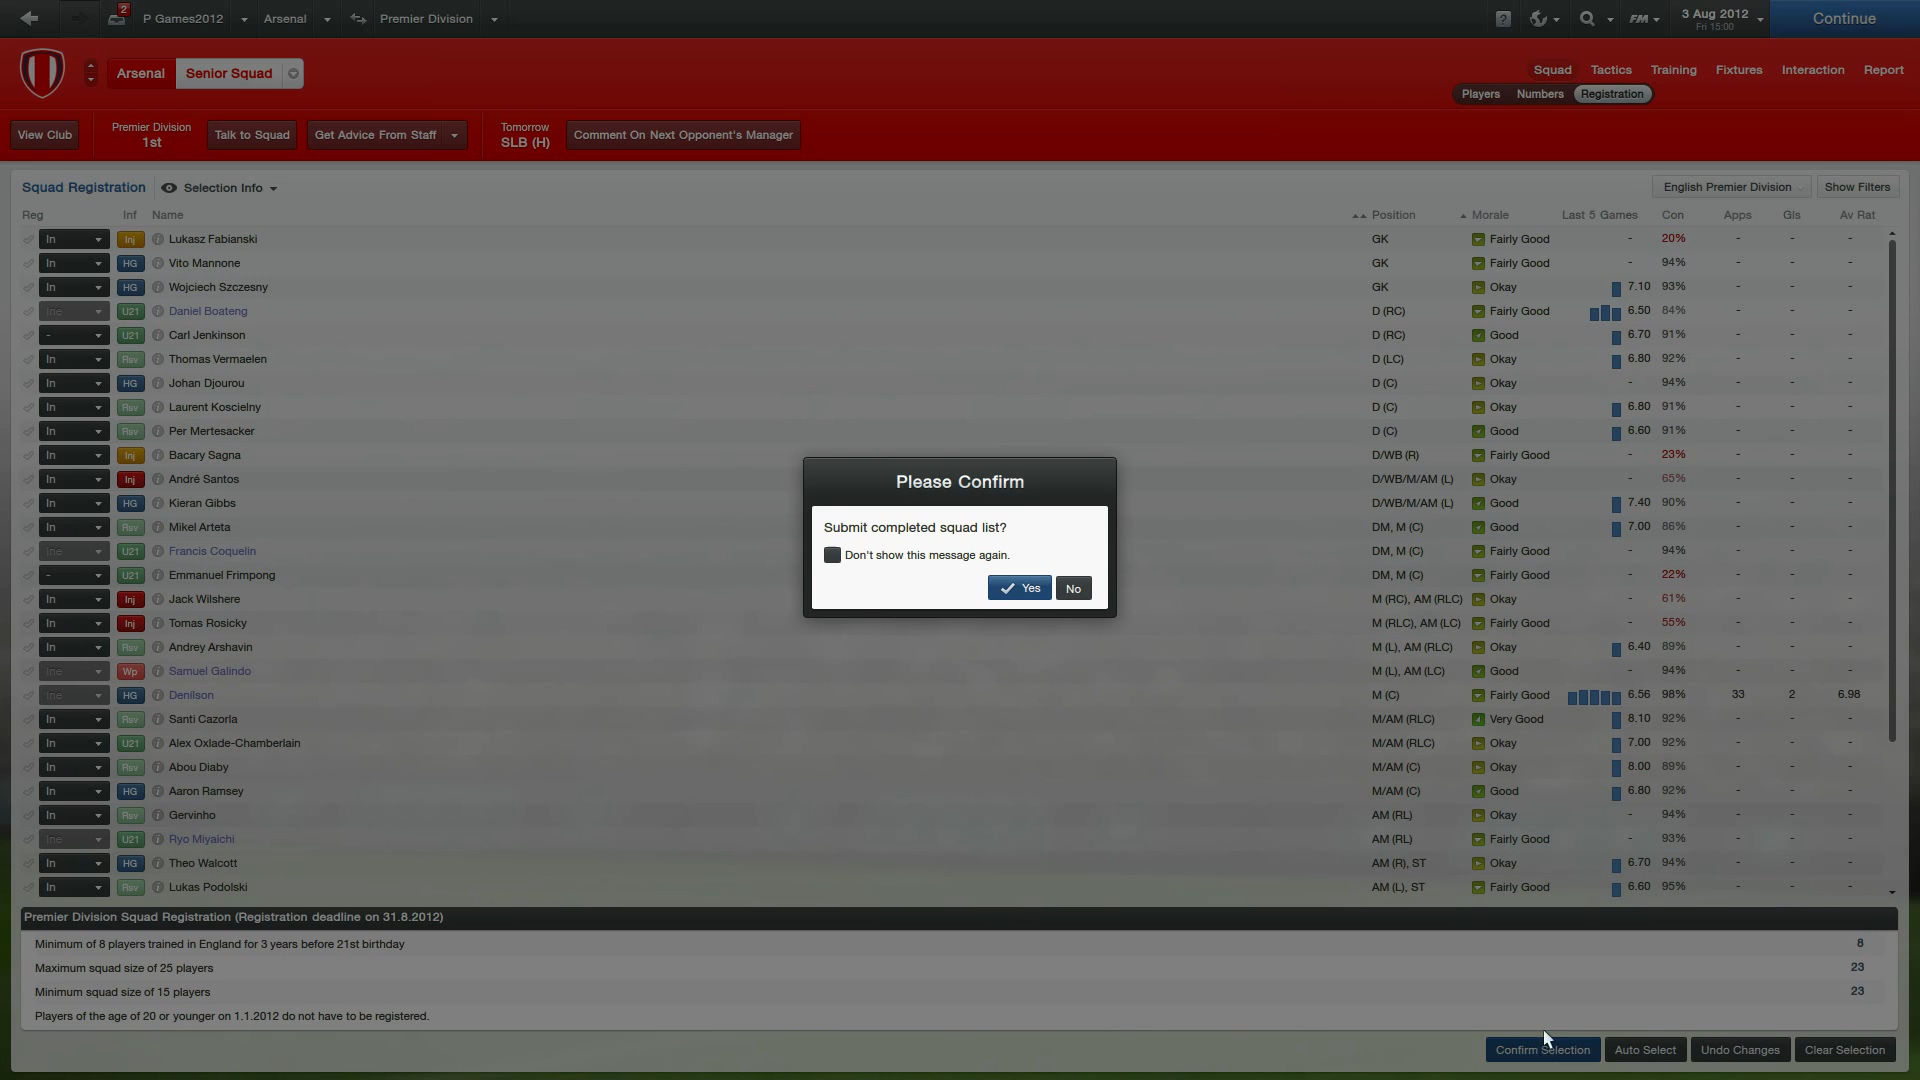 2
P Games2012 Arsenal Premier Division
? FM 3 Aug 2012 Continue
Fri 15:00
Arsenal Senior Squad
Squad Tactics Training Fixtures Interaction Report
Players Numbers Registration
View Club Premier Division 1st Talk to Squad Get Advice From Staff Tomorrow SLB (H) Comment On Next Opponent's Manager
Squad Registration Selection Info English Premier Division Show Filters
Reg Inf Name Position Morale Last 5 Games Con Apps Gls Av Rat
In Inj Lukasz Fabianski GK Fairly Good - 20% - - -
In HG Vito Mannone GK Fairly Good - 94% - - -
In HG Wojciech Szczesny GK Okay 7.10 93% - - -
U21 Daniel Boateng D (RC) Fairly Good 6.50 84% - - -
- U21 Carl Jenkinson D (RC) Good 6.70 91% - - -
In Rsv Thomas Vermaelen D (LC) Okay 6.80 92% - - -
In HG Johan Djourou D (C) Okay - 94% - - -
In Rsv Laurent Koscielny D (C) Okay 6.80 91% - - -
In Rsv Per Mertesacker D (C) Good 6.60 91% - - -
In Inj Bacary Sagna D/WB (R) Fairly Good - 23% - - -
In Inj André Santos D/WB/M/AM (L) Okay - 65% - - -
In HG Kieran Gibbs D/WB/M/AM (L) Good 7.40 90% - - -
In Rsv Mikel Arteta DM, M (C) Good 7.00 86% - - -
U21 Francis Coquelin DM, M (C) Fairly Good - 94% - - -
- U21 Emmanuel Frimpong DM, M (C) Fairly Good - 22% - - -
In Inj Jack Wilshere M (RC), AM (RLC) Okay - 61% - - -
In Inj Tomas Rosicky M (RLC), AM (LC) Fairly Good - 55% - - -
In Rsv Andrey Arshavin M (L), AM (RLC) Okay 6.40 89% - - -
Wp Samuel Galindo M (L), AM (LC) Good - 94% - - -
HG Denílson M (C) Fairly Good 6.56 98% 33 2 6.98
In Rsv Santi Cazorla M/AM (RLC) Very Good 8.10 92% - - -
In U21 Alex Oxlade-Chamberlain M/AM (RLC) Okay 7.00 92% - - -
In Rsv Abou Diaby M/AM (C) Okay 8.00 89% - - -
In HG Aaron Ramsey M/AM (C) Good 6.80 92% - - -
In Rsv Gervinho AM (RL) Okay - 94% - - -
U21 Ryo Miyaichi AM (RL) Fairly Good - 93% - - -
In HG Theo Walcott AM (R), ST Okay 6.70 94% - - -
In Rsv Lukas Podolski AM (L), ST Fairly Good 6.60 95% - - -
Please Confirm
Submit completed squad list?
Don't show this message again.
Yes No
Premier Division Squad Registration (Registration deadline on 31.8.2012)
Minimum of 8 players trained in England for 3 years before 21st birthday 8
Maximum squad size of 25 players 23
Minimum squad size of 15 players 23
Players of the age of 20 or younger on 1.1.2012 do not have to be registered.
Confirm Selection Auto Select Undo Changes Clear Selection